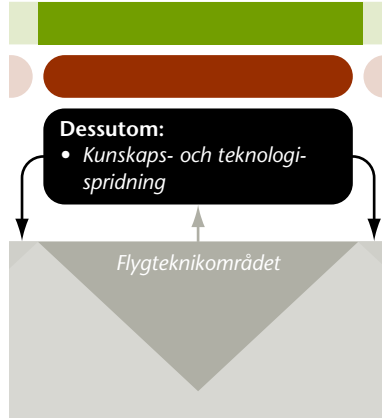 Dessutom:
• Kunskaps- och teknologi-
spridning
Flygteknikområdet